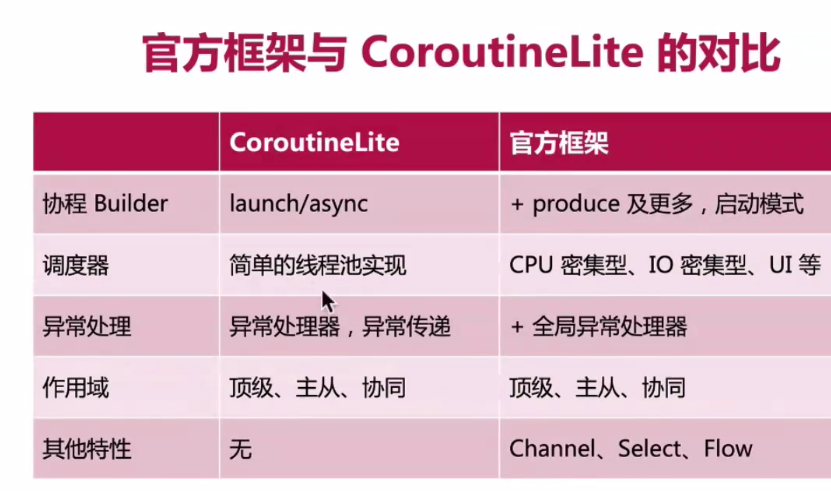 官方框架与 CoroutineLite 的对比
CoroutineLite 官方框架
协程 Builder launch/async + produce 及更多，启动模式
调度器 简单的线程池实现 CPU 密集型、IO 密集型、UI 等
异常处理 异常处理器，异常传递 + 全局异常处理器
作用域 顶级、主从、协同 顶级、主从、协同
其他特性 无 Channel、Select、Flow